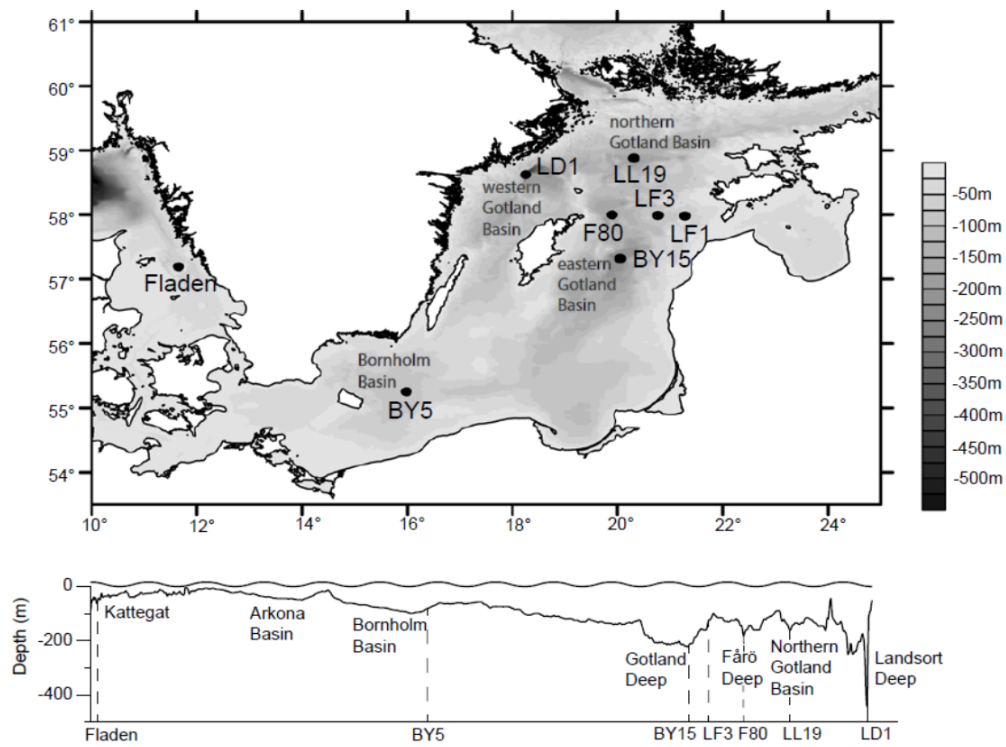 61°
60°
59°
58°
57°
56°
55°
54°
10°
12°
14°
16°
18°
20°
22°
24°
northern
Gotland Basin
LD1
LL19
western
Gotland
Basin
LF3
F80
LF1
BY15
eastern
Gotland
Basin
Fladen
Bornholm
Basin
BY5
-50m
-100m
-150m
-200m
-250m
-300m
-350m
-400m
-450m
-500m
Depth (m)
0
-200
-400
Kattegat
Arkona
Basin
Bornholm
Basin
Gotland
Deep
Fårö
Deep
Northern
Gotland
Basin
Landsort
Deep
Fladen
BY5
BY15
LF3
F80
LL19
LD1